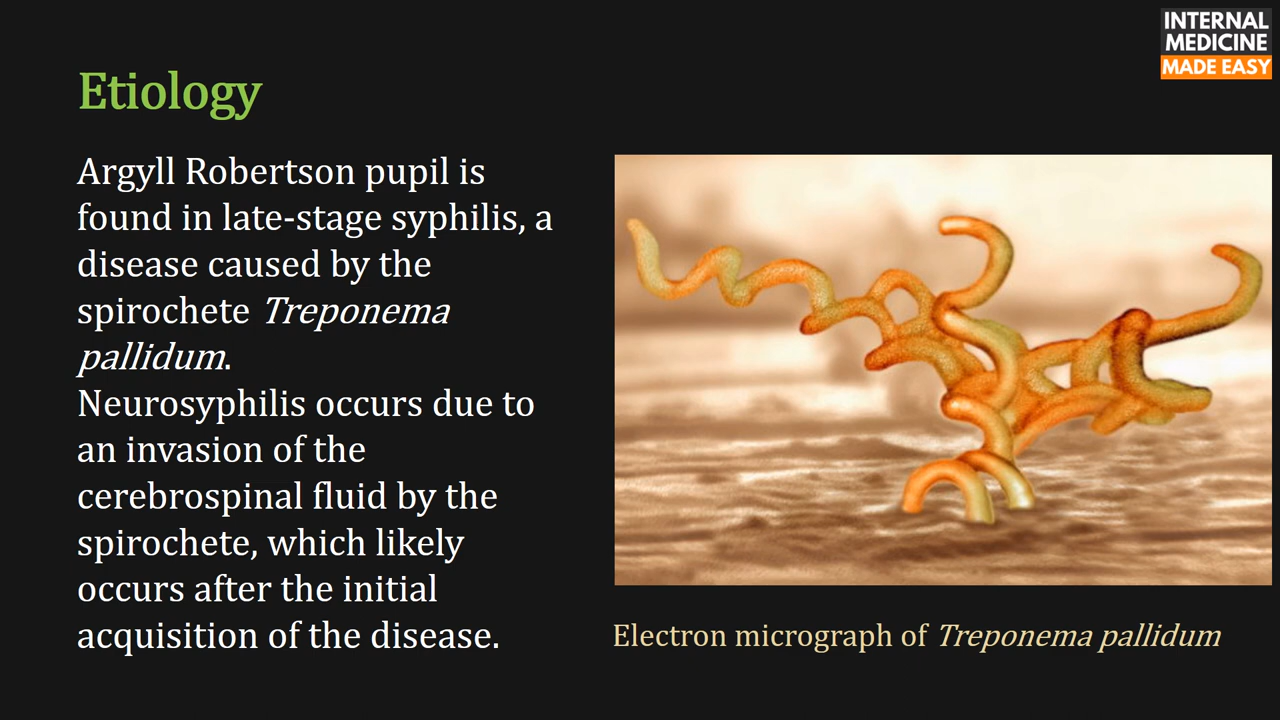 INTERNAL
MEDICINE
MADE EASY
Etiology
Argyll Robertson pupil is
found in late-stage syphilis, a
disease caused by the
spirochete Treponema
pallidum.
Neurosyphilis occurs due to
an invasion of the
cerebrospinal fluid by the
spirochete, which likely
occurs after the initial
acquisition of the disease.
Electron micrograph of Treponema pallidum